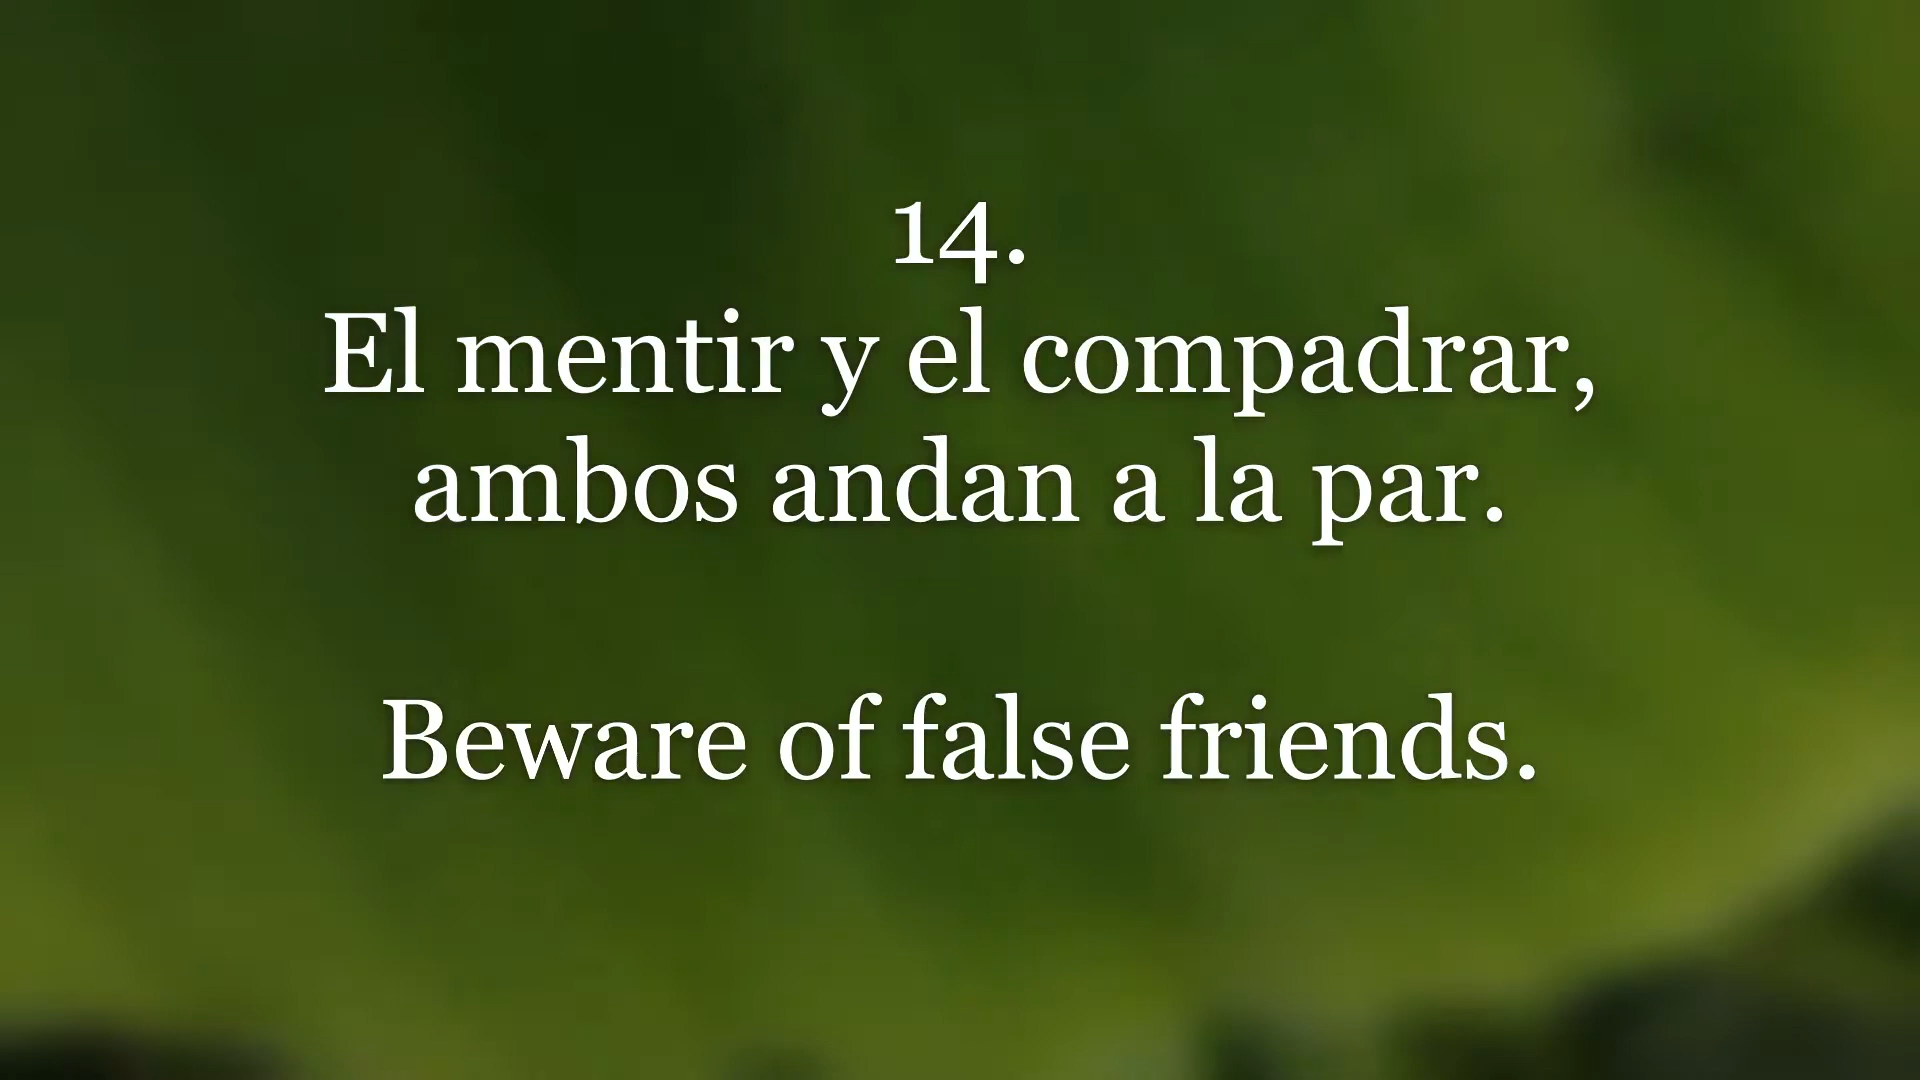 14.
El mentir y el compadrar,
ambos andan a la par.
Beware of false friends.